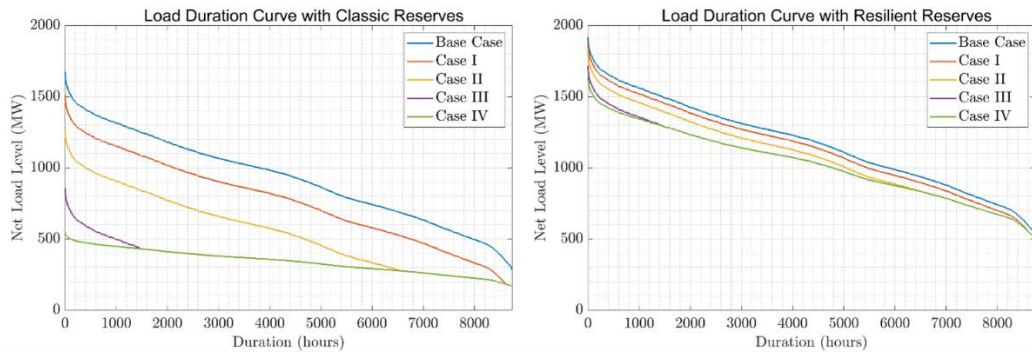 Load Duration Curve with Classic Reserves
2000
1500
1000
500
0
Net Load Level (MW)
Base Case
Case I
Case II
Case III
Case IV
0 1000 2000 3000 4000 5000 6000 7000 8000
Duration (hours)
Load Duration Curve with Resilient Reserves
2000
1500
1000
500
0
Net Load Level (MW)
Base Case
Case I
Case II
Case III
Case IV
0 1000 2000 3000 4000 5000 6000 7000 8000
Duration (hours)